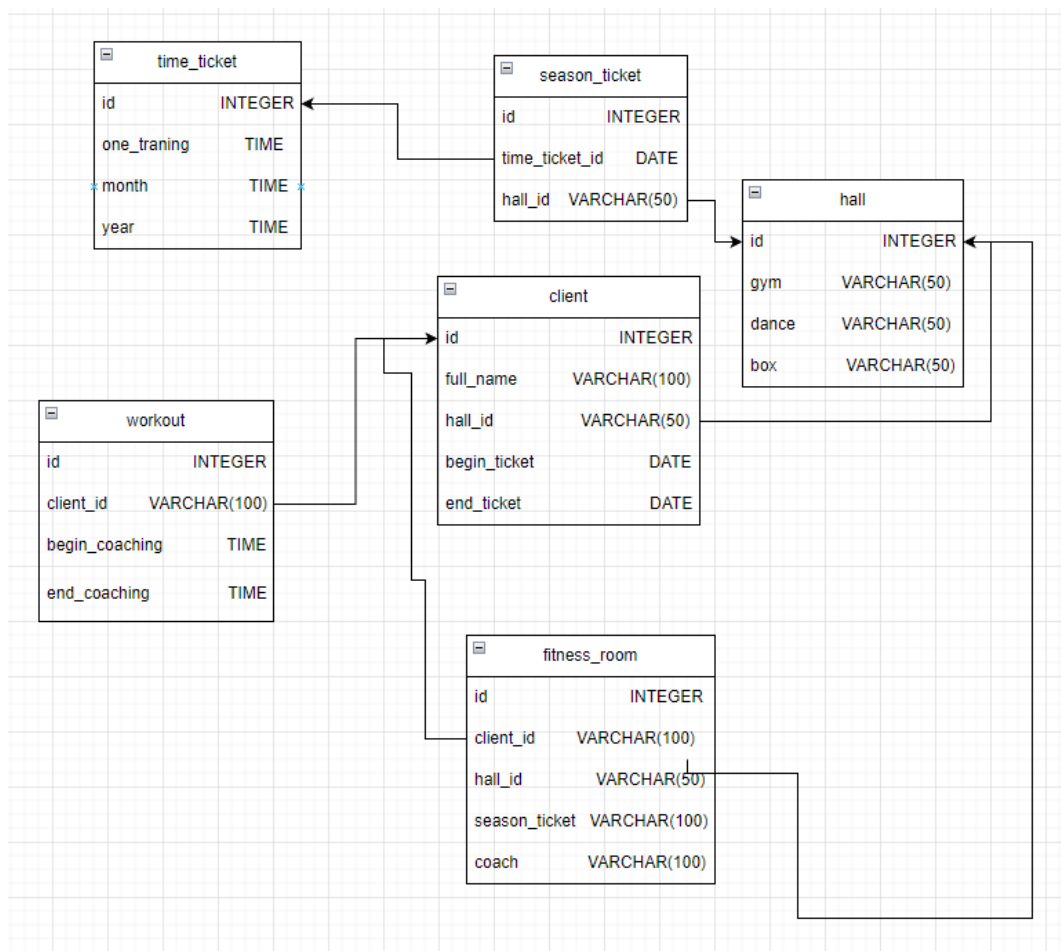 time_ticket
id INTEGER
one_traning TIME
month TIME
year TIME
season_ticket
id INTEGER
time_ticket_id DATE
hall_id VARCHAR(50)
hall
id INTEGER
gym VARCHAR(50)
dance VARCHAR(50)
box VARCHAR(50)
client
id INTEGER
full_name VARCHAR(100)
hall_id VARCHAR(50)
begin_ticket DATE
end_ticket DATE
workout
id INTEGER
client_id VARCHAR(100)
begin_coaching TIME
end_coaching TIME
fitness_room
id INTEGER
client_id VARCHAR(100)
hall_id VARCHAR(50)
season_ticket VARCHAR(100)
coach VARCHAR(100)